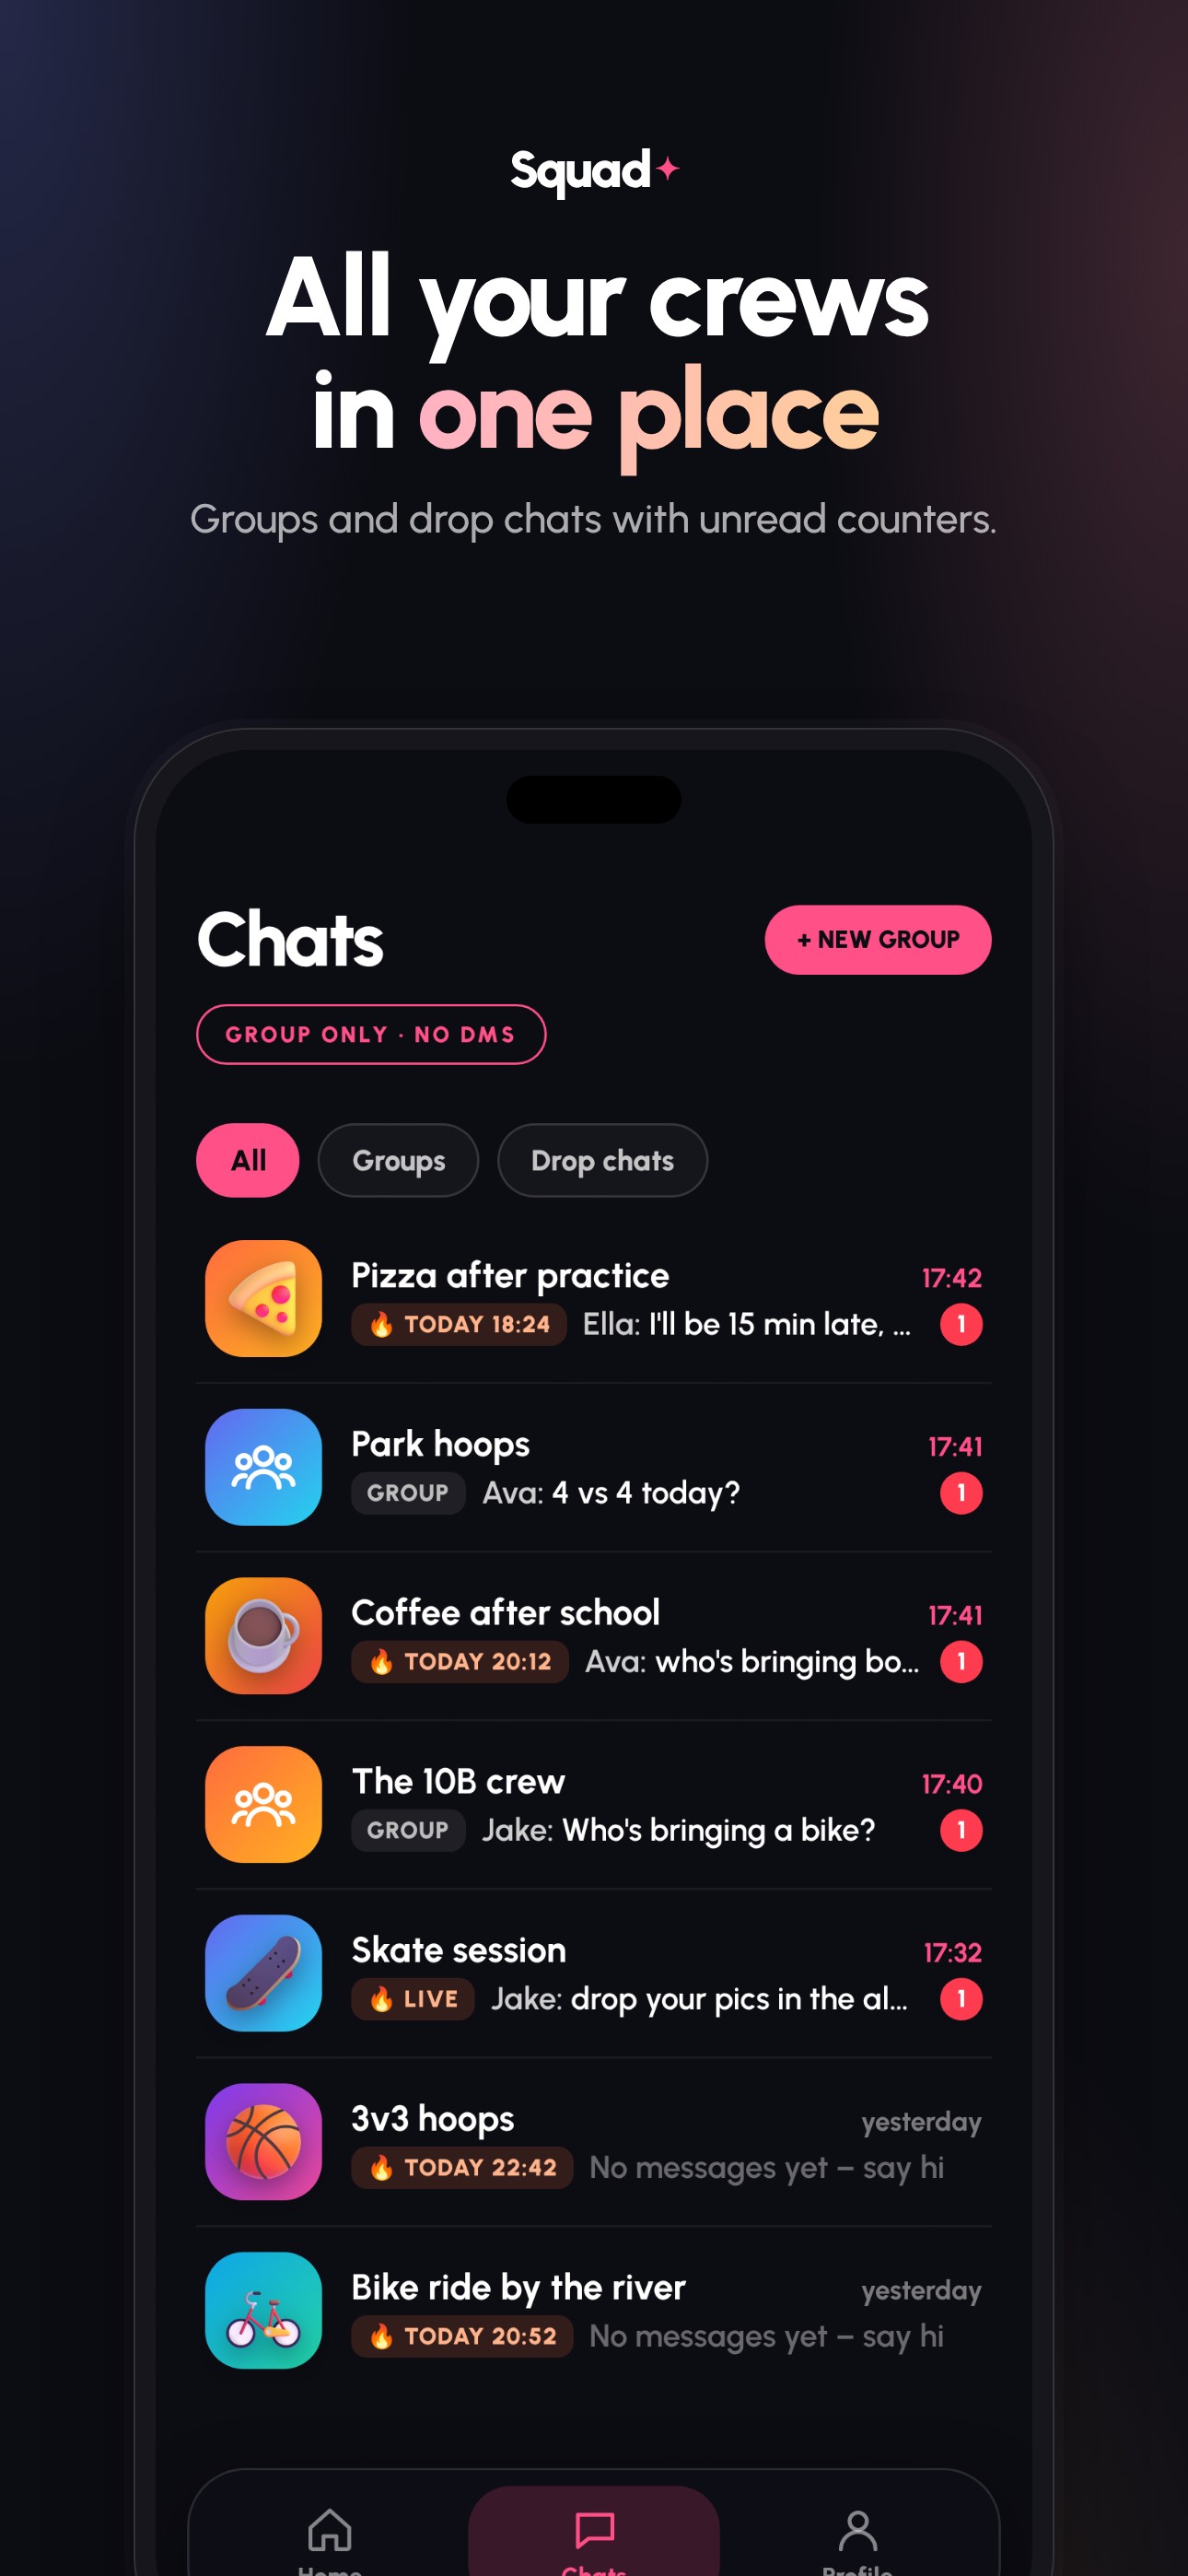 Squad
All your crews
in one place
Groups and drop chats with unread counters.
Chats
+ NEW GROUP
GROUP ONLY · NO DMS
All Groups Drop chats
Pizza after practice 17:42
🔥 TODAY 18:24 Ella: I'll be 15 min late, ... 1
Park hoops 17:41
GROUP Ava: 4 vs 4 today? 1
Coffee after school 17:41
🔥 TODAY 20:12 Ava: who's bringing bo... 1
The 10B crew 17:40
GROUP Jake: Who's bringing a bike? 1
Skate session 17:32
🔥 LIVE Jake: drop your pics in the al... 1
3v3 hoops yesterday
🔥 TODAY 22:42 No messages yet – say hi
Bike ride by the river yesterday
🔥 TODAY 20:52 No messages yet – say hi
Home Chats Profile